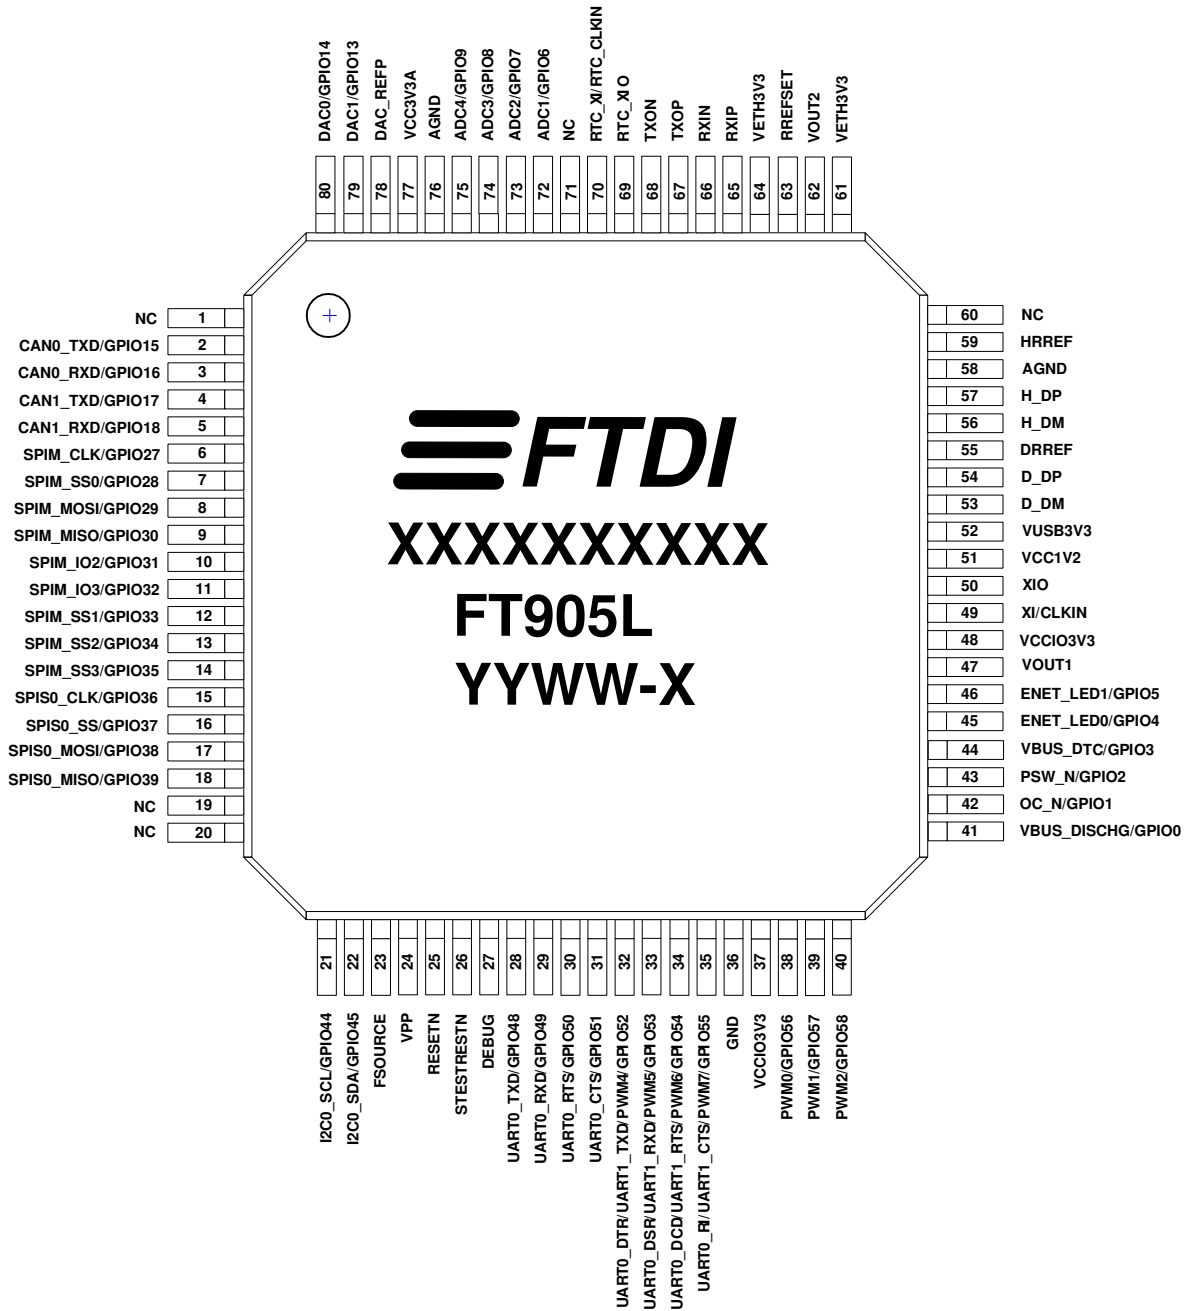 DAC0/GPIO14
DAC1/GPIO13
DAC_REFP
VCC3V3A
AGND
ADC4/GPIO9
ADC3/GPIO8
ADC2/GPIO7
ADC1/GPIO6
NC
RTC_XI/RTC_CLKIN
RTC_XIO
TXON
TXOP
RXIN
RXIP
VETH3V3
RREFSET
VOUT2
VETH3V3
80
79
78
77
76
75
74
73
72
71
70
69
68
67
66
65
64
63
62
61
NC 1
CAN0_TXD/GPIO15 2
CAN0_RXD/GPIO16 3
CAN1_TXD/GPIO17 4
CAN1_RXD/GPIO18 5
SPIM_CLK/GPIO27 6
SPIM_SS0/GPIO28 7
SPIM_MOSI/GPIO29 8
SPIM_MISO/GPIO30 9
SPIM_IO2/GPIO31 10
SPIM_IO3/GPIO32 11
SPIM_SS1/GPIO33 12
SPIM_SS2/GPIO34 13
SPIM_SS3/GPIO35 14
SPIS0_CLK/GPIO36 15
SPIS0_SS/GPIO37 16
SPIS0_MOSI/GPIO38 17
SPIS0_MISO/GPIO39 18
NC 19
NC 20
FTDI
XXXXXXXXXX
FT905L
YYWW-X
60 NC
59 HRREF
58 AGND
57 H_DP
56 H_DM
55 DRREF
54 D_DP
53 D_DM
52 VUSB3V3
51 VCC1V2
50 XIO
49 XI/CLKIN
48 VCCIO3V3
47 VOUT1
46 ENET_LED1/GPIO5
45 ENET_LED0/GPIO4
44 VBUS_DTC/GPIO3
43 PSW_N/GPIO2
42 OC_N/GPIO1
41 VBUS_DISCHG/GPIO0
21
22
23
24
25
26
27
28
29
30
31
32
33
34
35
36
37
38
39
40
I2C0_SCL/GPIO44
I2C0_SDA/GPIO45
FSOURCE
VPP
RESETN
STESTRESTN
DEBUG
UART0_TXD/GPIO48
UART0_RXD/GPIO49
UART0_RTS/GPIO50
UART0_CTS/GPIO51
UART0_DTR/UART1_TXD/PWM4/GPIO52
UART0_DSR/UART1_RXD/PWM5/GPIO53
UART0_DCD/UART1_RTS/PWM6/GPIO54
UART0_RI/UART1_CTS/PWM7/GPIO55
GND
VCCIO3V3
PWM0/GPIO56
PWM1/GPIO57
PWM2/GPIO58